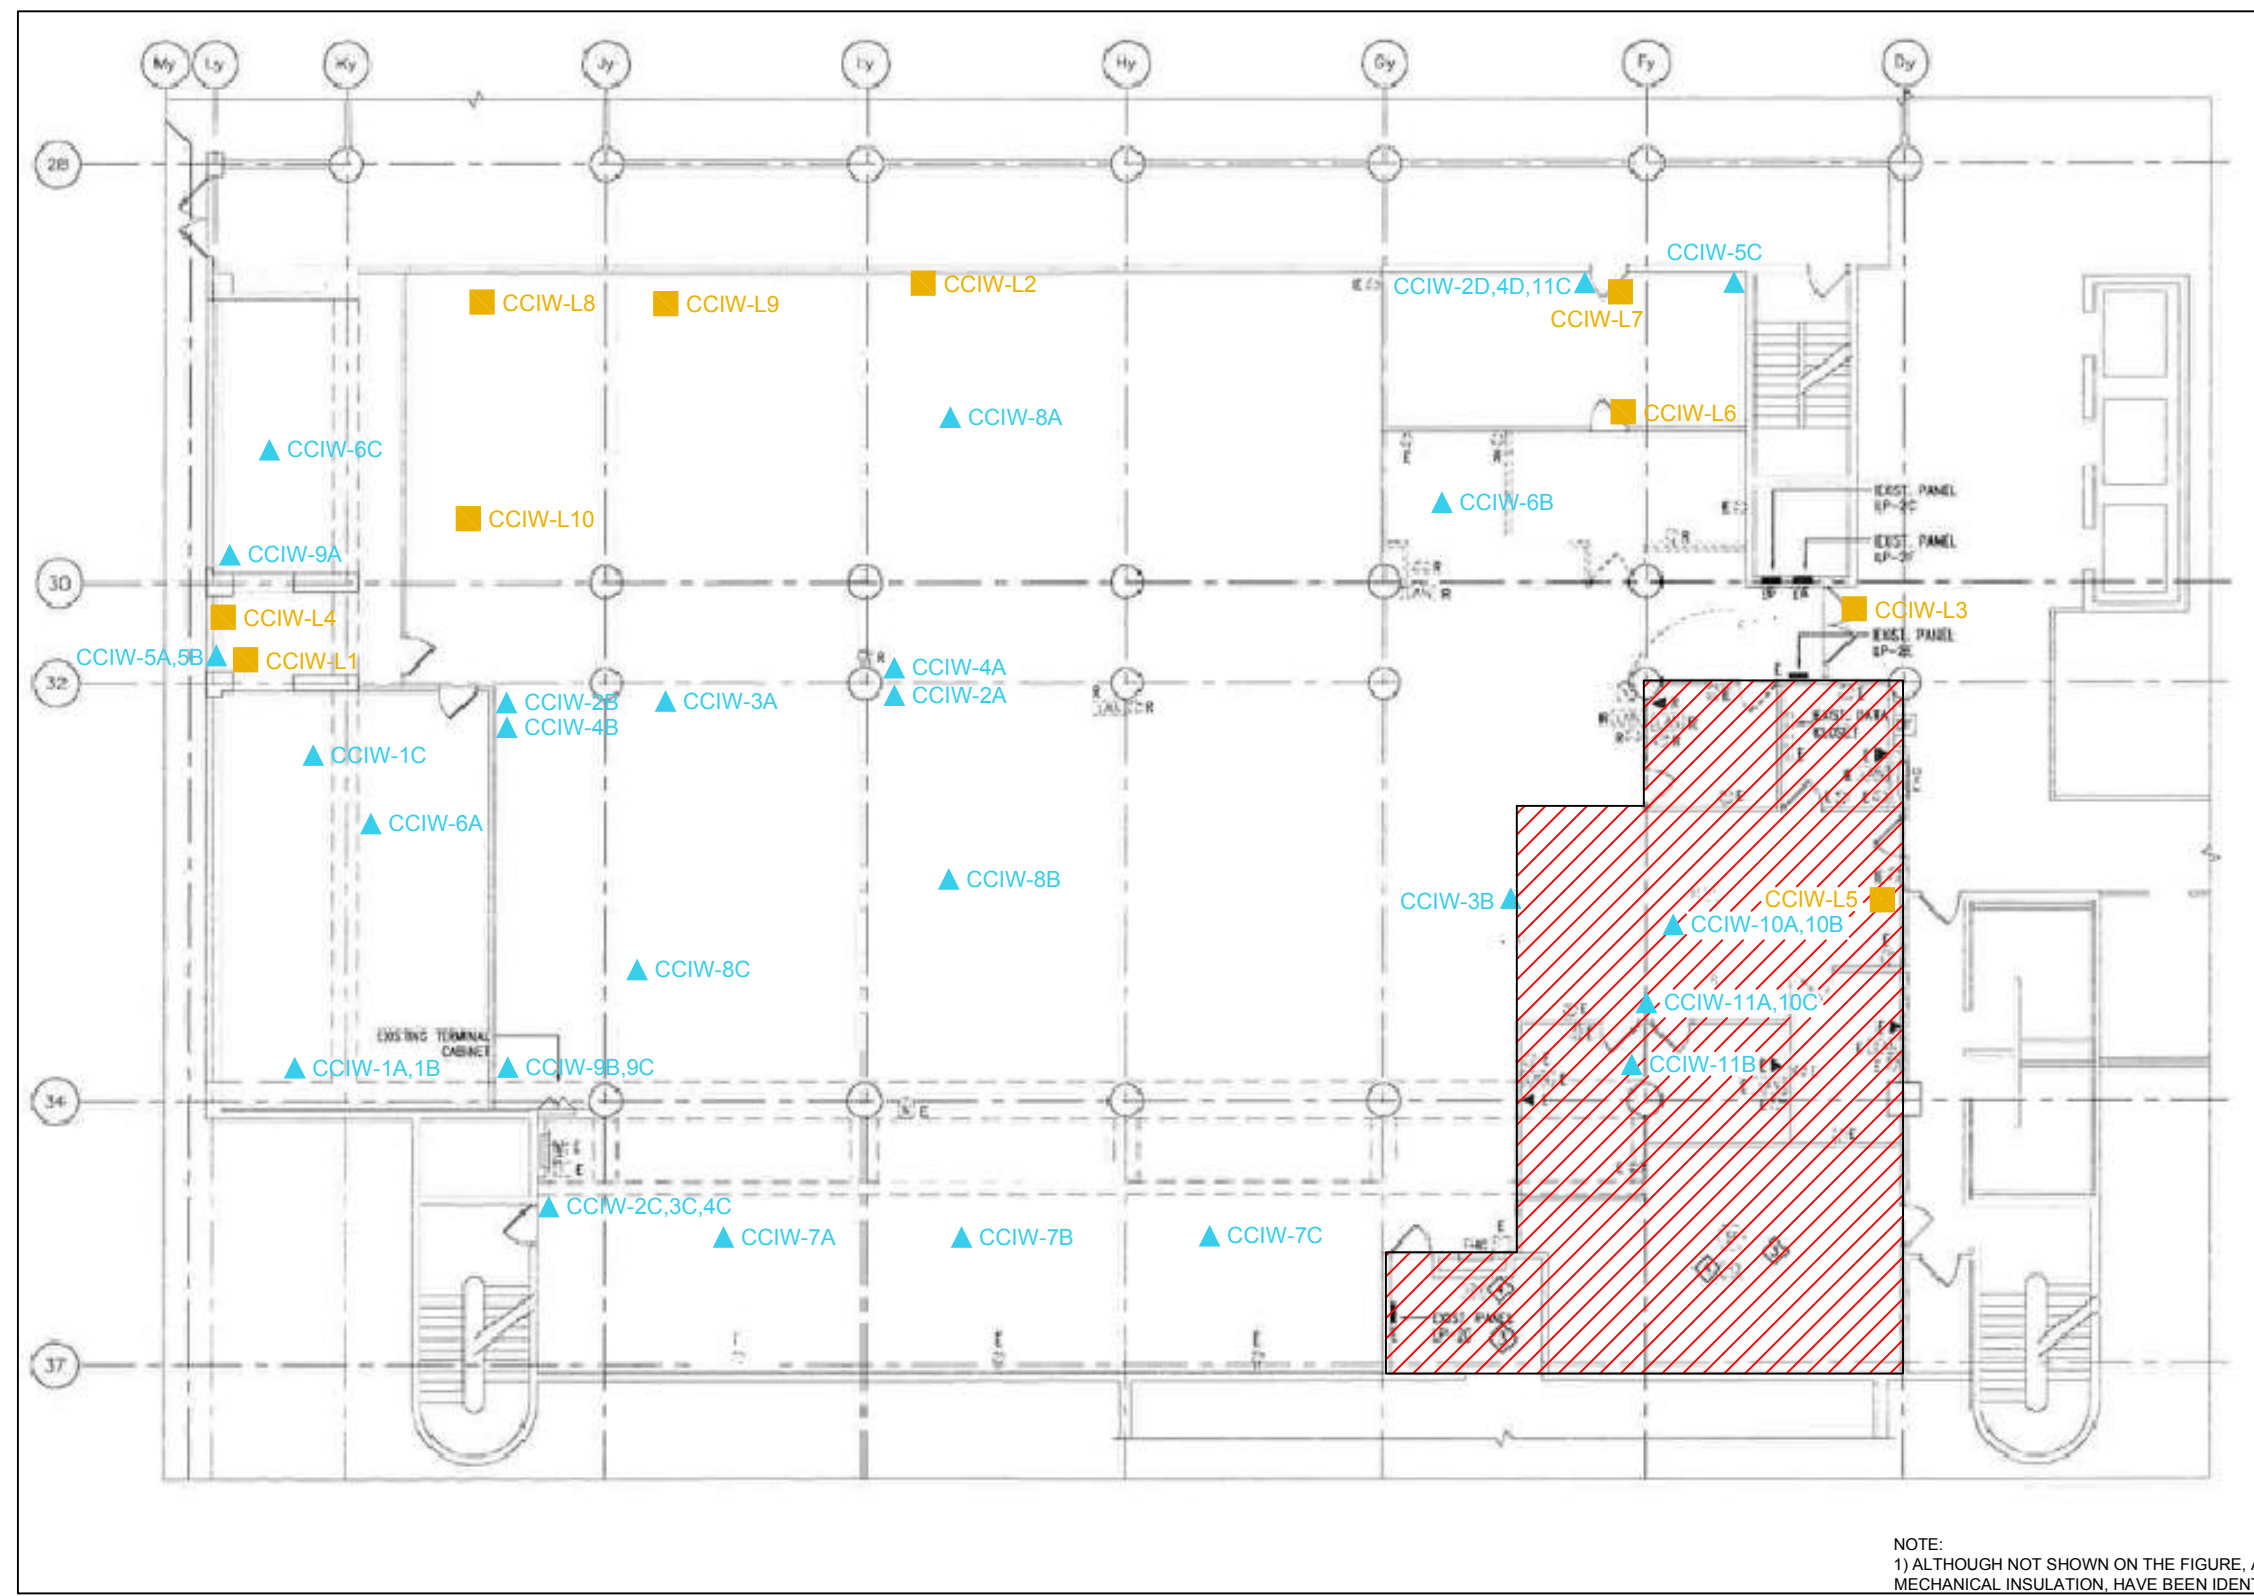 My Ly Ky Jy Iy Hy Gy Fy Dy
28
CCIW-5C
CCIW-L2
CCIW-2D,4D,11C
CCIW-L8
CCIW-L9
CCIW-L7
CCIW-8A
CCIW-L6
CCIW-6C
EXIST. PANEL
CCIW-6B
CCIW-L10
EXIST. PANEL
CCIW-9A
30
CCIW-L4
CCIW-L3
EXIST. PANEL
CCIW-5A,5B
CCIW-L1
CCIW-4A
32
CCIW-2B
CCIW-3A
CCIW-2A
CCIW-4B
EXIST. DATA
CLOSET
CCIW-1C
CCIW-6A
CCIW-8B
CCIW-3B
CCIW-L5
CCIW-10A,10B
CCIW-8C
CCIW-11A,10C
EXISTING TERMINAL
CABINET
CCIW-1A,1B
CCIW-9B,9C
CCIW-11B
34
CCIW-2C,3C,4C
CCIW-7A
CCIW-7B
CCIW-7C
EXIST. PANEL
37
NOTE:
1) ALTHOUGH NOT SHOWN ON THE FIGURE,
MECHANICAL INSULATION, HAVE BEEN